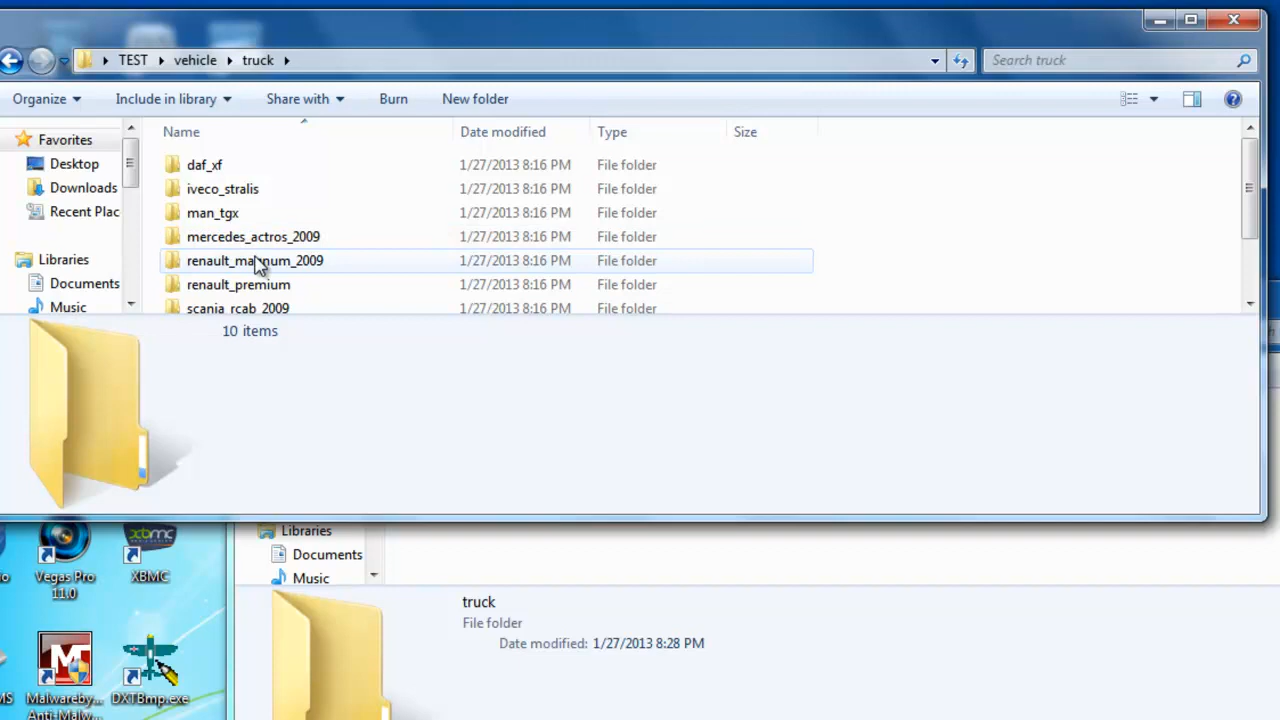 TEST vehicle truck Search truck
Organize Include in library Share with Burn New folder
Favorites
Desktop
Downloads
Recent Plac
Libraries
Documents
Music
Name Date modified Type Size
daf_xf 1/27/2013 8:16 PM File folder
iveco_stralis 1/27/2013 8:16 PM File folder
man_tgx 1/27/2013 8:16 PM File folder
mercedes_actros_2009 1/27/2013 8:16 PM File folder
renault_magnum_2009 1/27/2013 8:16 PM File folder
renault_premium 1/27/2013 8:16 PM File folder
scania_rcab_2009 1/27/2013 8:16 PM File folder
10 items
Libraries
Documents
Music
truck
File folder
Date modified: 1/27/2013 8:28 PM
xbmc
Vegas Pro
11.0
XBMC
MS
Malwareby...
Anti-Malw...
DXTBmp.exe